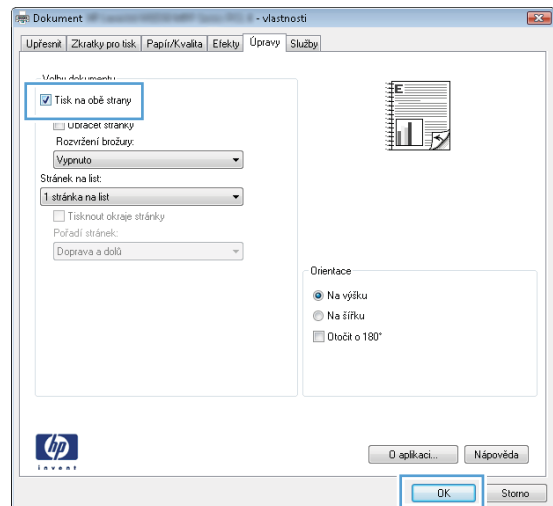 Dokument - vlastnosti
Upřesnit Zkratky pro tisk Papír/Kvalita Efekty Úpravy Služby
Volby dokumentu
Tisk na obě strany
Obracet stránky
Rozvržení brožury:
Vypnuto
Stránek na list:
1 stránka na list
Tisknout okraje stránky
Pořadí stránek:
Doprava a dolů
E
Orientace
Na výšku
Na šířku
Otočit o 180°
hp
invent
O aplikaci... Nápověda
OK Storno